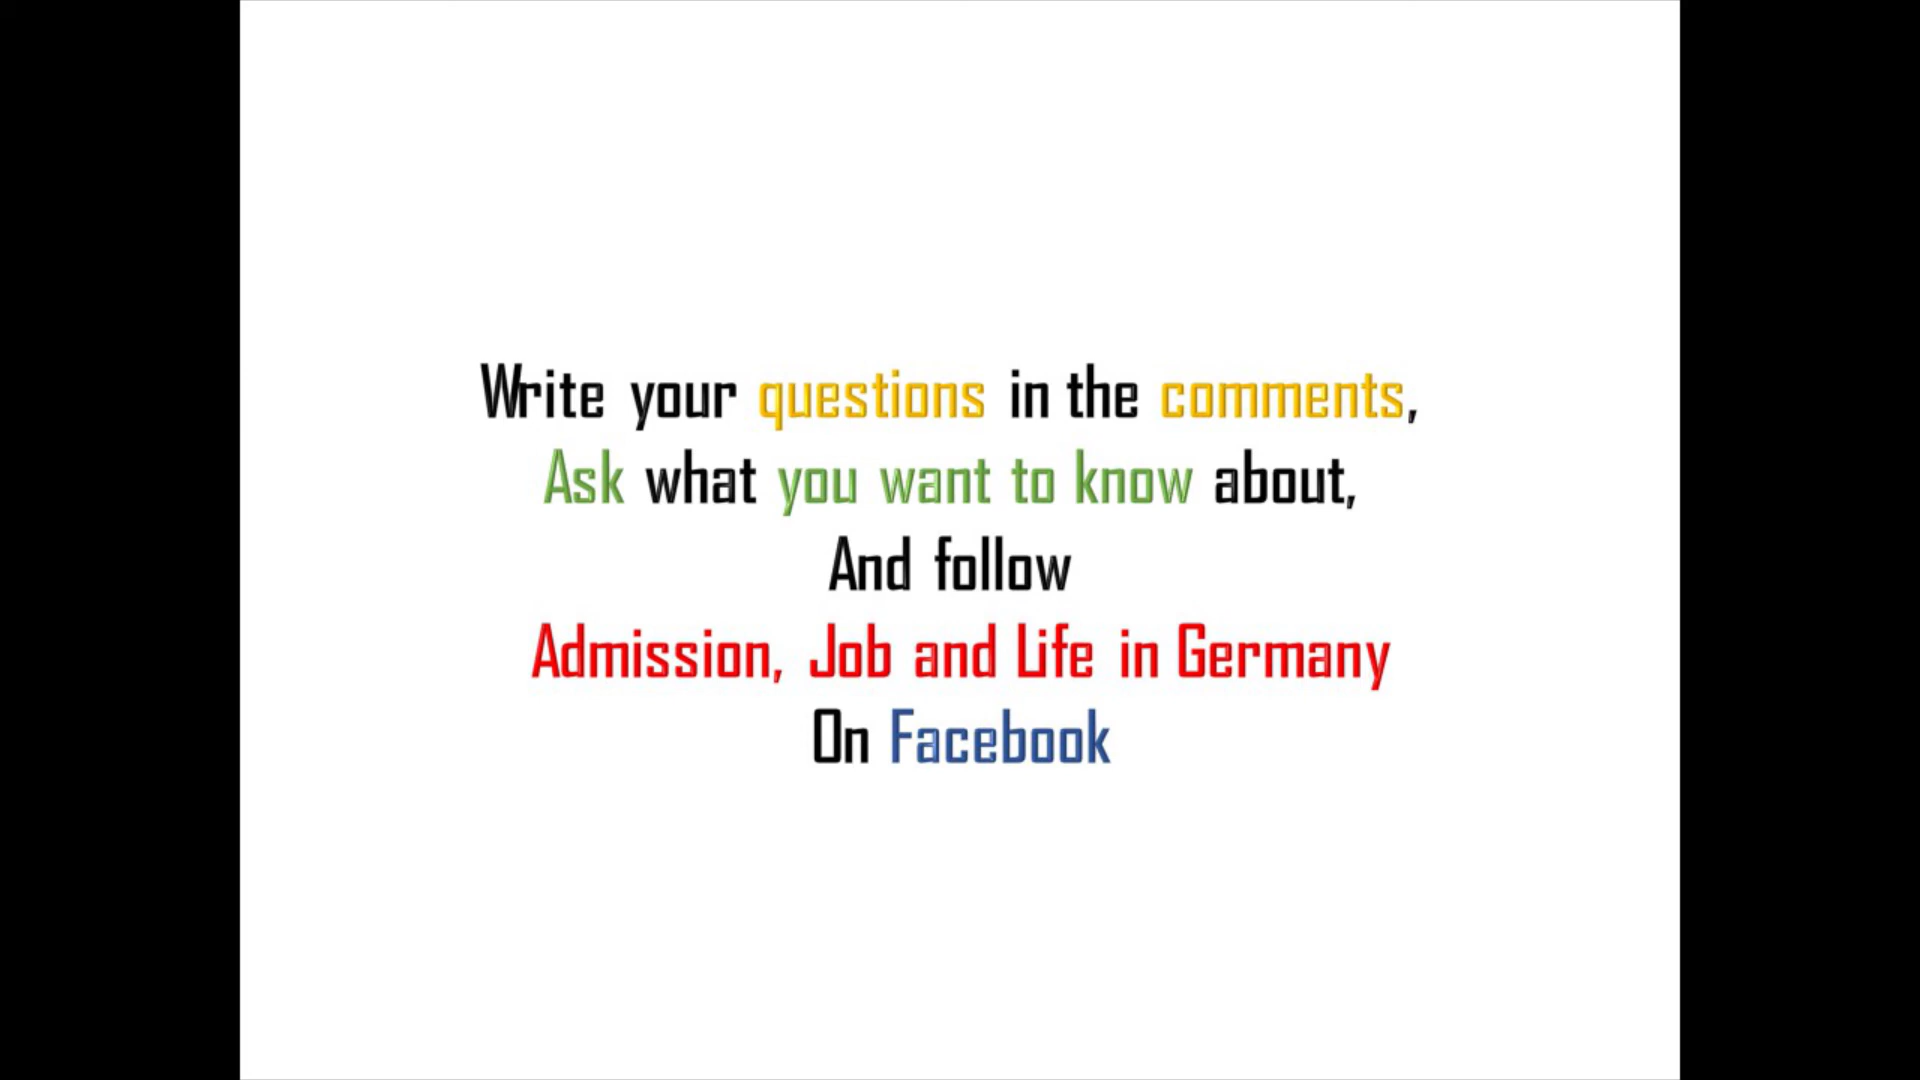 Write your questions in the comments,
Ask what you want to know about,
And follow
Admission, Job and Life in Germany
On Facebook